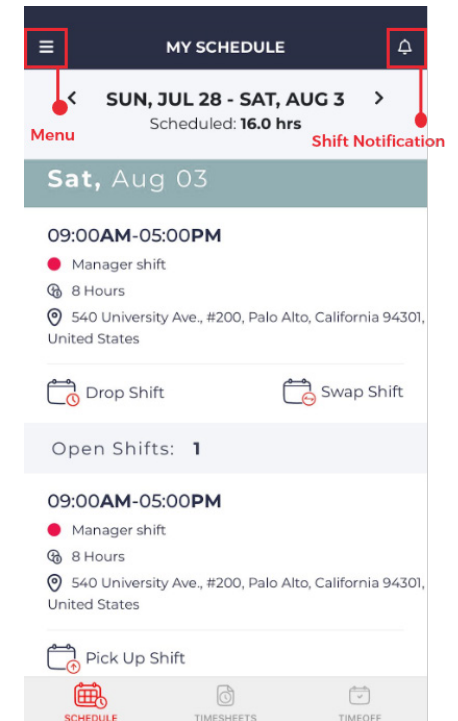 MY SCHEDULE
SUN, JUL 28 - SAT, AUG 3
Scheduled: 16.0 hrs
Menu
Shift Notification
Sat, Aug 03
09:00AM-05:00PM
Manager shift
8 Hours
540 University Ave., #200, Palo Alto, California 94301,
United States
Drop Shift
Swap Shift
Open Shifts: 1
09:00AM-05:00PM
Manager shift
8 Hours
540 University Ave., #200, Palo Alto, California 94301,
United States
Pick Up Shift
SCHEDULE
TIMESHEETS
TIMEOFF